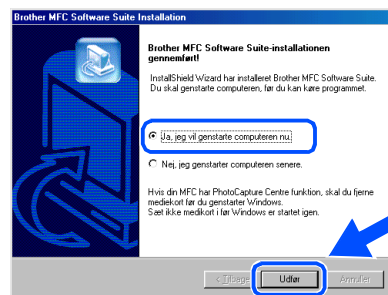 Brother MFC Software Suite Installation
Brother MFC Software Suite-installationen
gennemført!
InstallShield Wizard har installeret Brother MFC Software Suite.
Du skal genstarte computeren, før du kan køre programmet.
Ja, jeg vil genstarte computeren nu.
Nej, jeg genstarter computeren senere.
Hvis din MFC har PhotoCapture Centre funktion, skal du fjerne
mediekort før du genstarter Windows.
Sæt ikke medikort i før Windows er startet igen.
< Tilbage
Udfør
Annuller